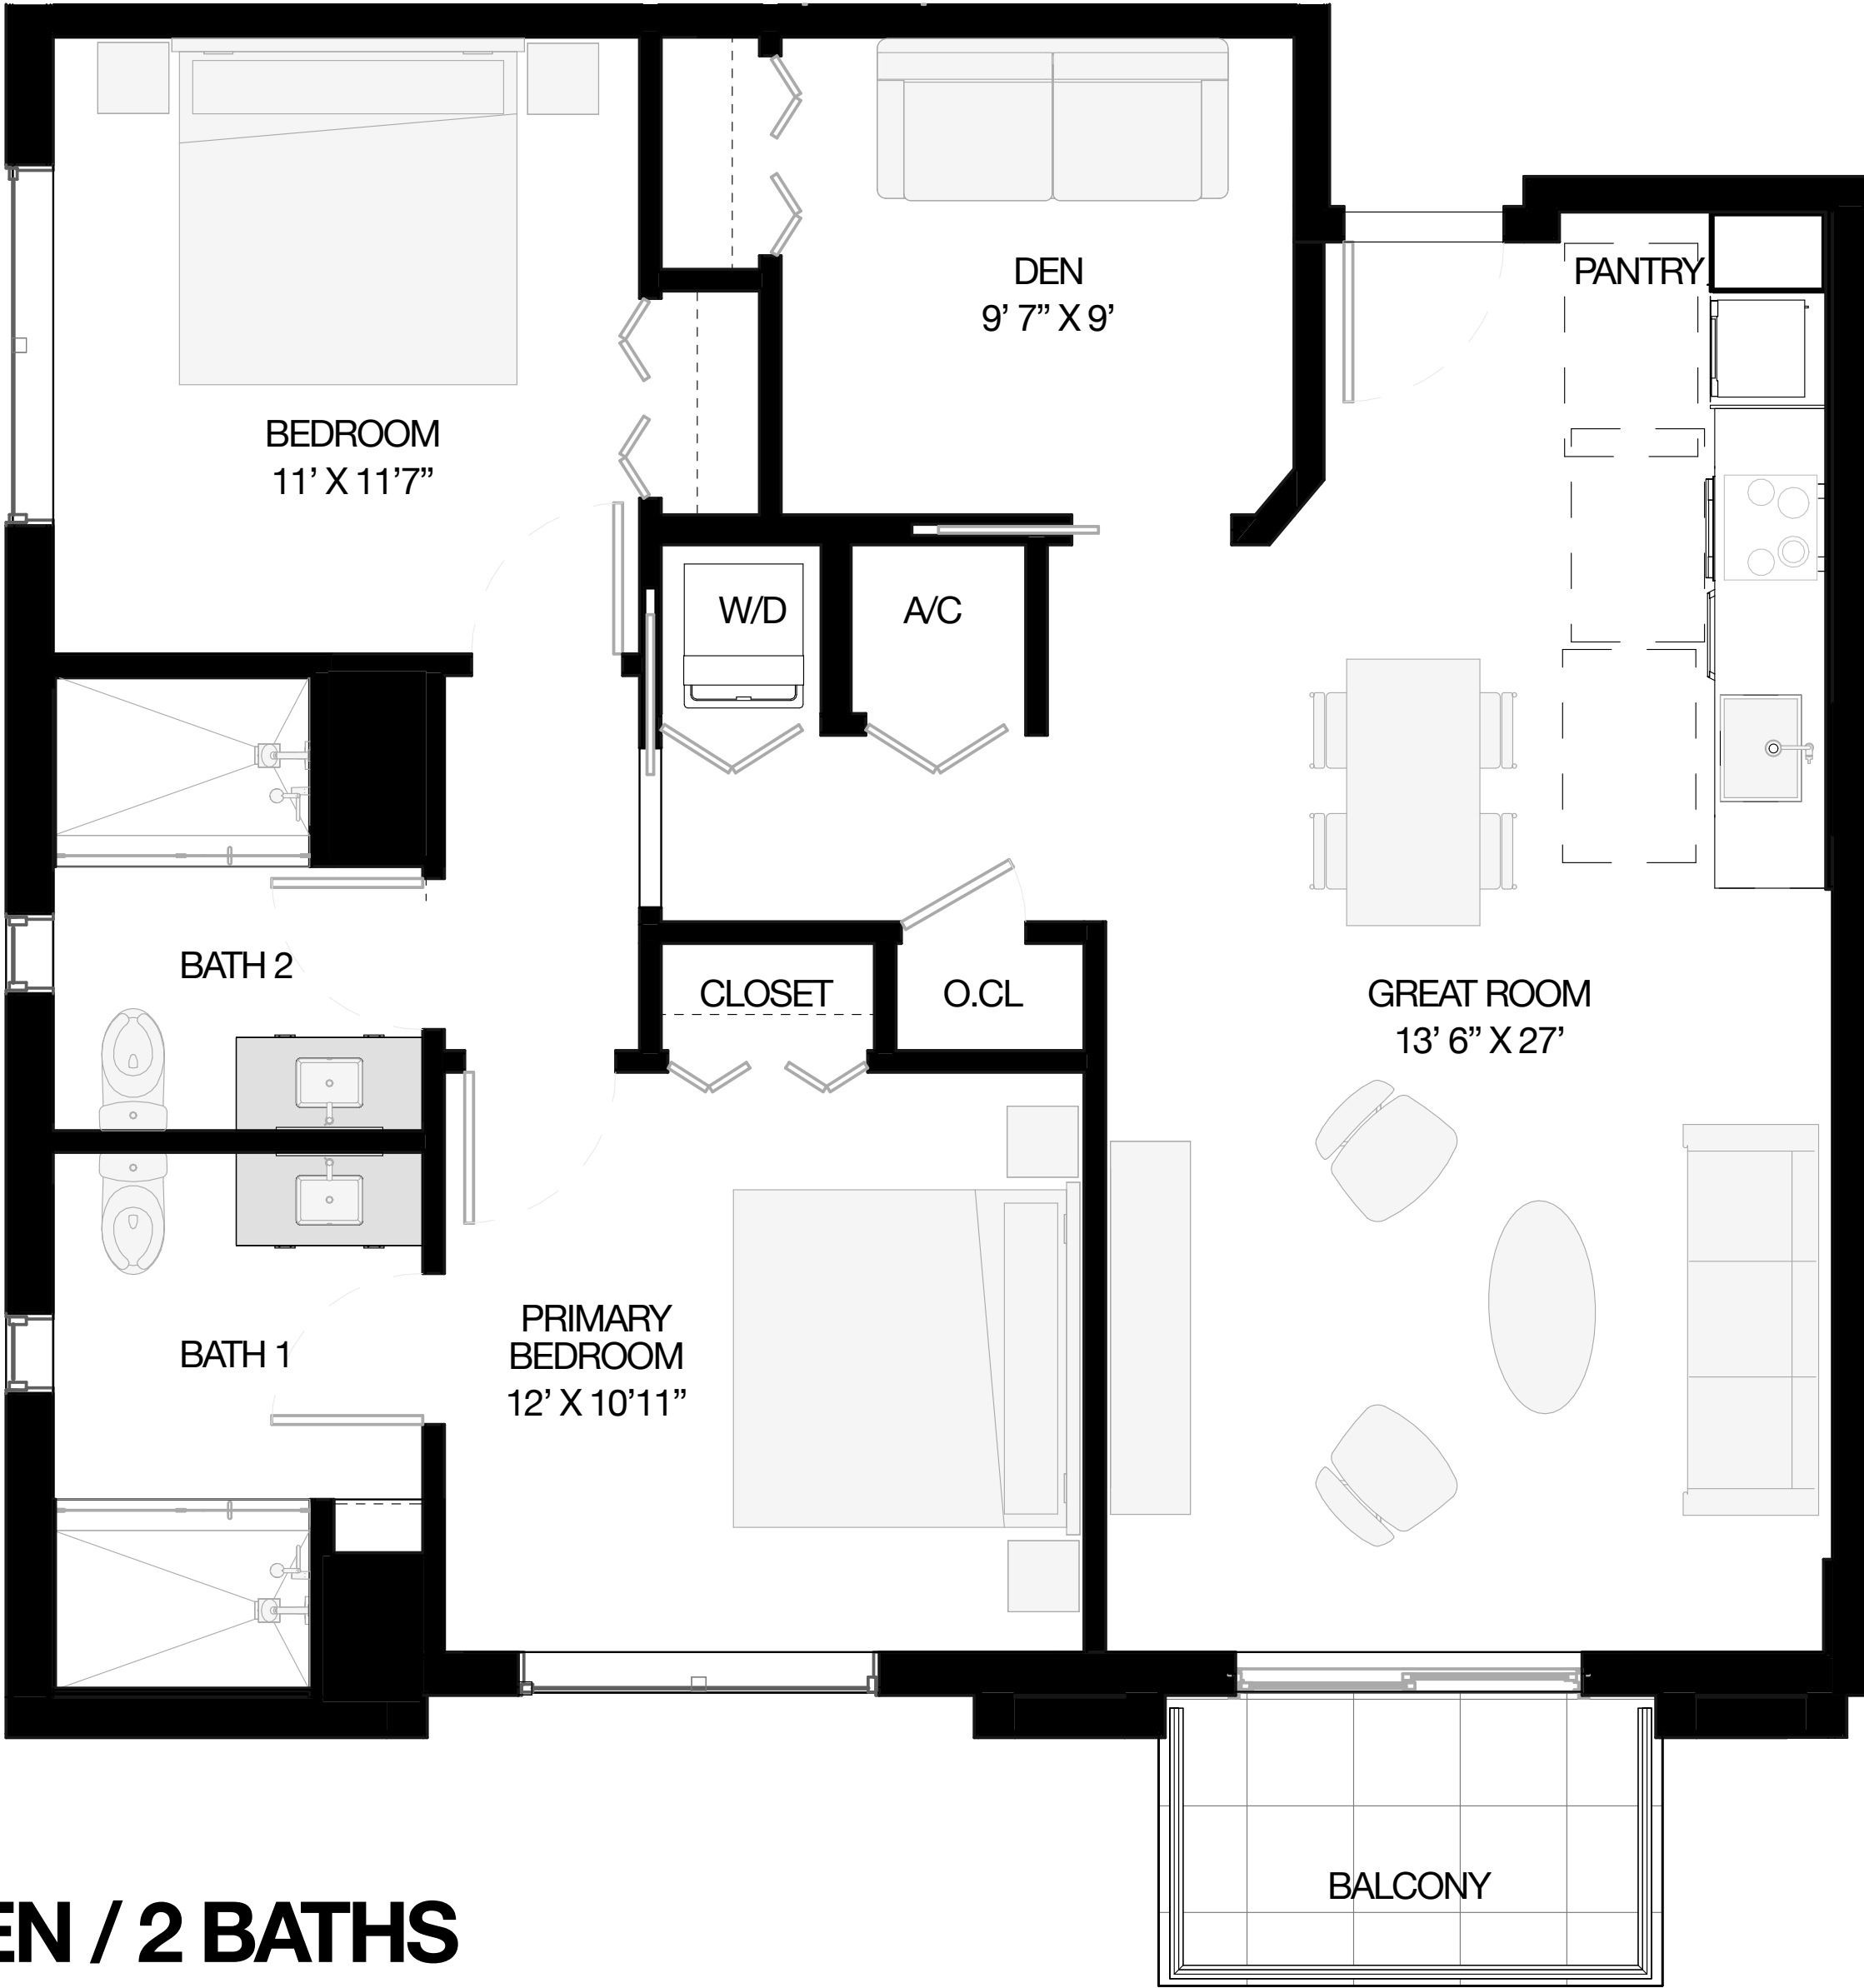 DEN
9’ 7” X 9’
PANTRY
BEDROOM
11’ X 11’7”
W/D
A/C
BATH 2
CLOSET
O.CL
GREAT ROOM
13’ 6” X 27’
PRIMARY
BEDROOM
12’ X 10’11”
BATH 1
BALCONY
EN / 2 BATHS